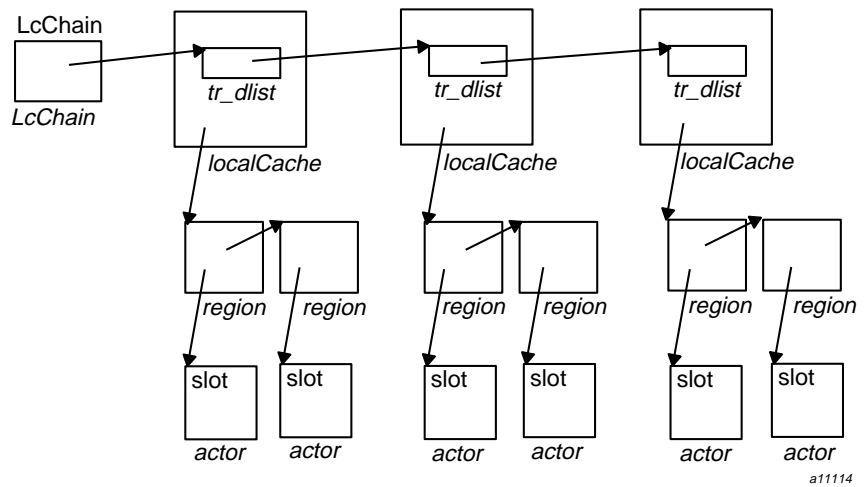 LcChain
LcChain
tr_dlist
tr_dlist
tr_dlist
localCache
localCache
localCache
region
region
region
region
region
region
slot
slot
slot
slot
slot
slot
actor
actor
actor
actor
actor
actor
a11114